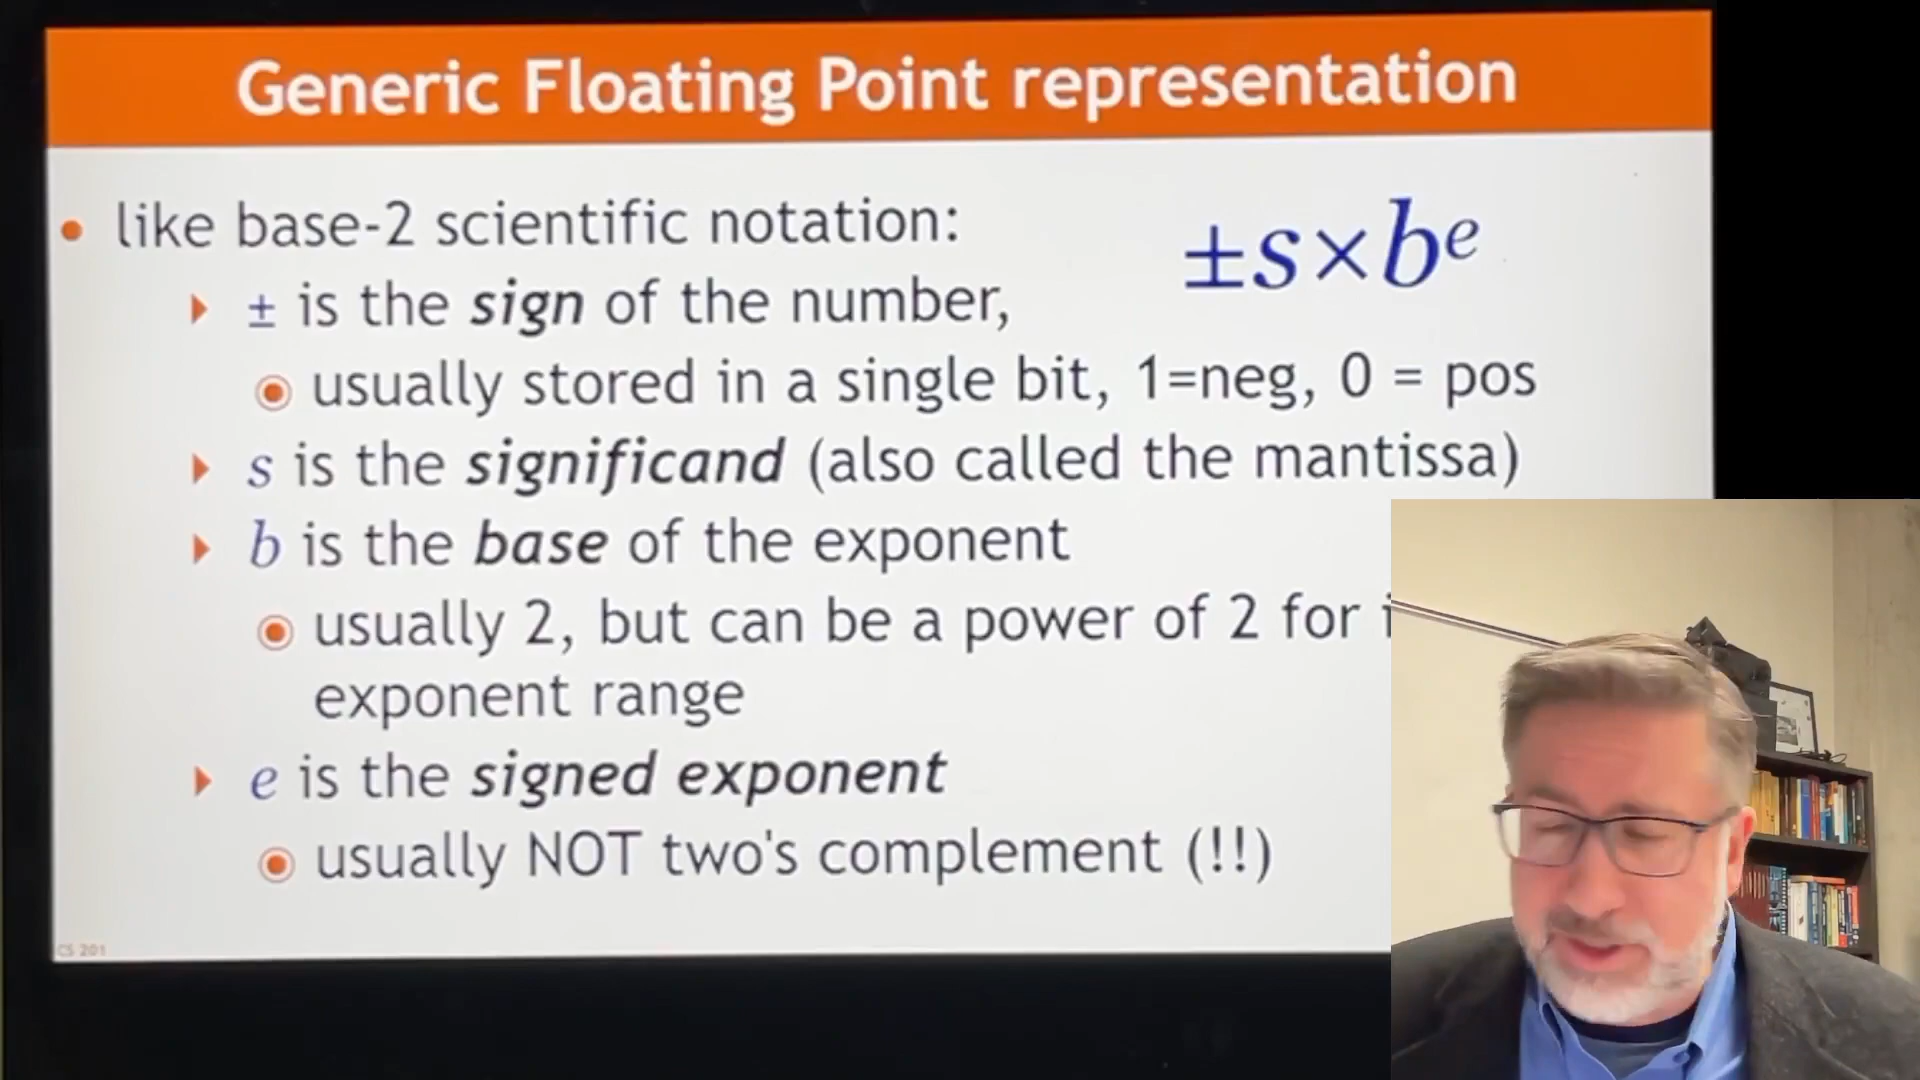 Generic Floating Point representation
like base-2 scientific notation:
±s×bᵉ
± is the sign of the number,
usually stored in a single bit, 1=neg, 0 = pos
s is the significand (also called the mantissa)
b is the base of the exponent
usually 2, but can be a power of 2 for
exponent range
e is the signed exponent
usually NOT two's complement (!!)
CS 201